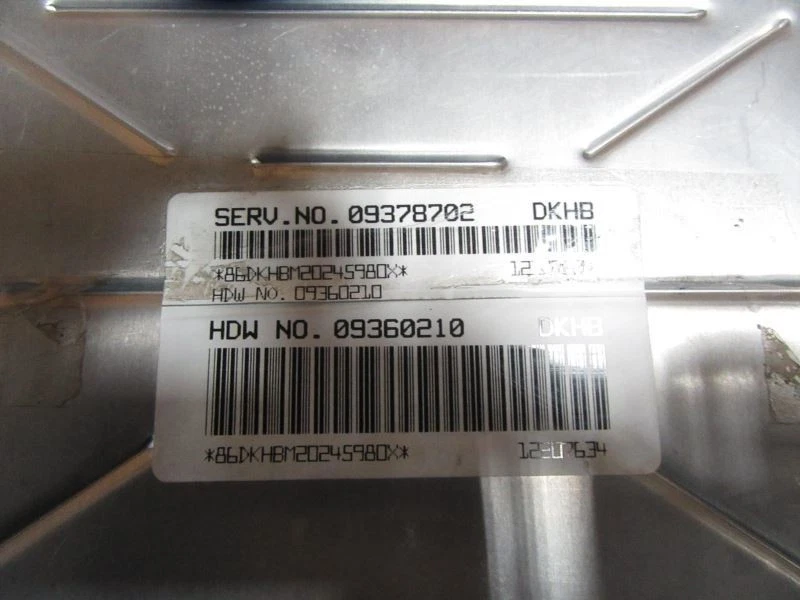 SERV.NO. 09378702 DKHB
*86DKHBM20245980X*
HDW NO. 09360210
HDW NO. 09360210 DKHB
*86DKHBM20245980X* 12207634